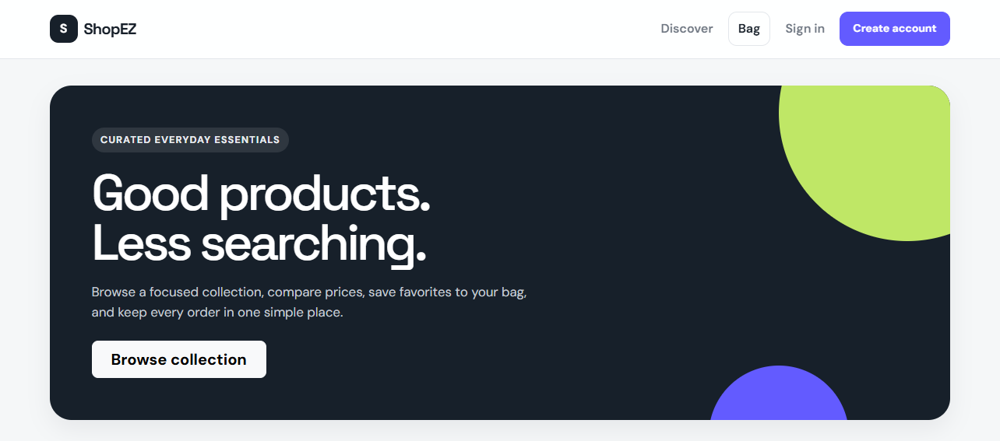 S ShopEZ
Discover Bag Sign in Create account
CURATED EVERYDAY ESSENTIALS
Good products.
Less searching.
Browse a focused collection, compare prices, save favorites to your bag,
and keep every order in one simple place.
Browse collection